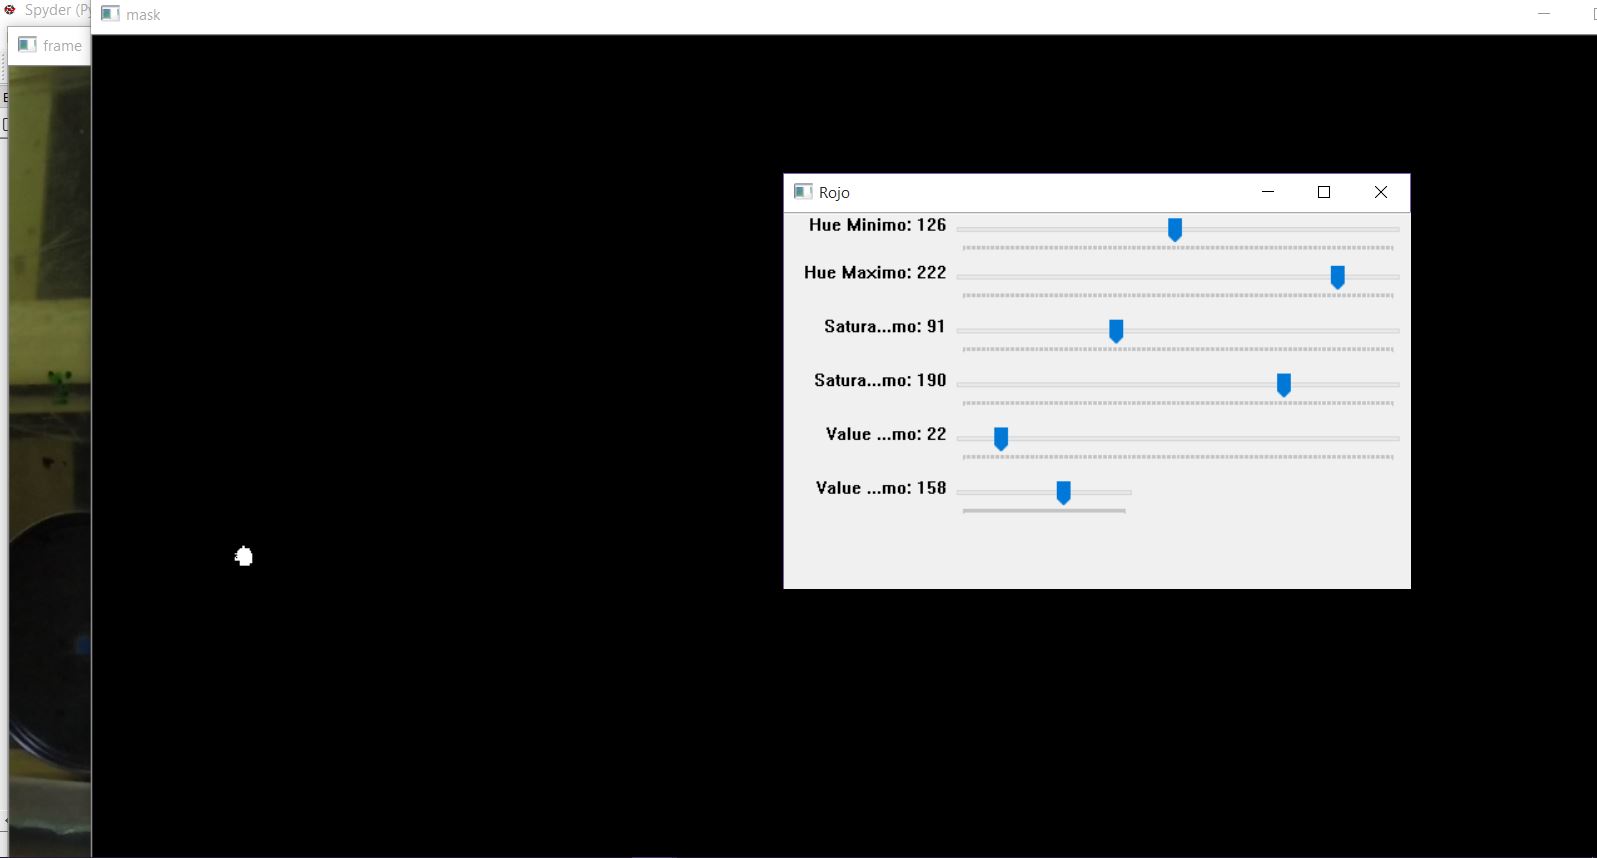 Spyder (Py
mask
frame
Rojo
Hue Minimo: 126
Hue Maximo: 222
Satura...mo: 91
Satura...mo: 190
Value ...mo: 22
Value ...mo: 158